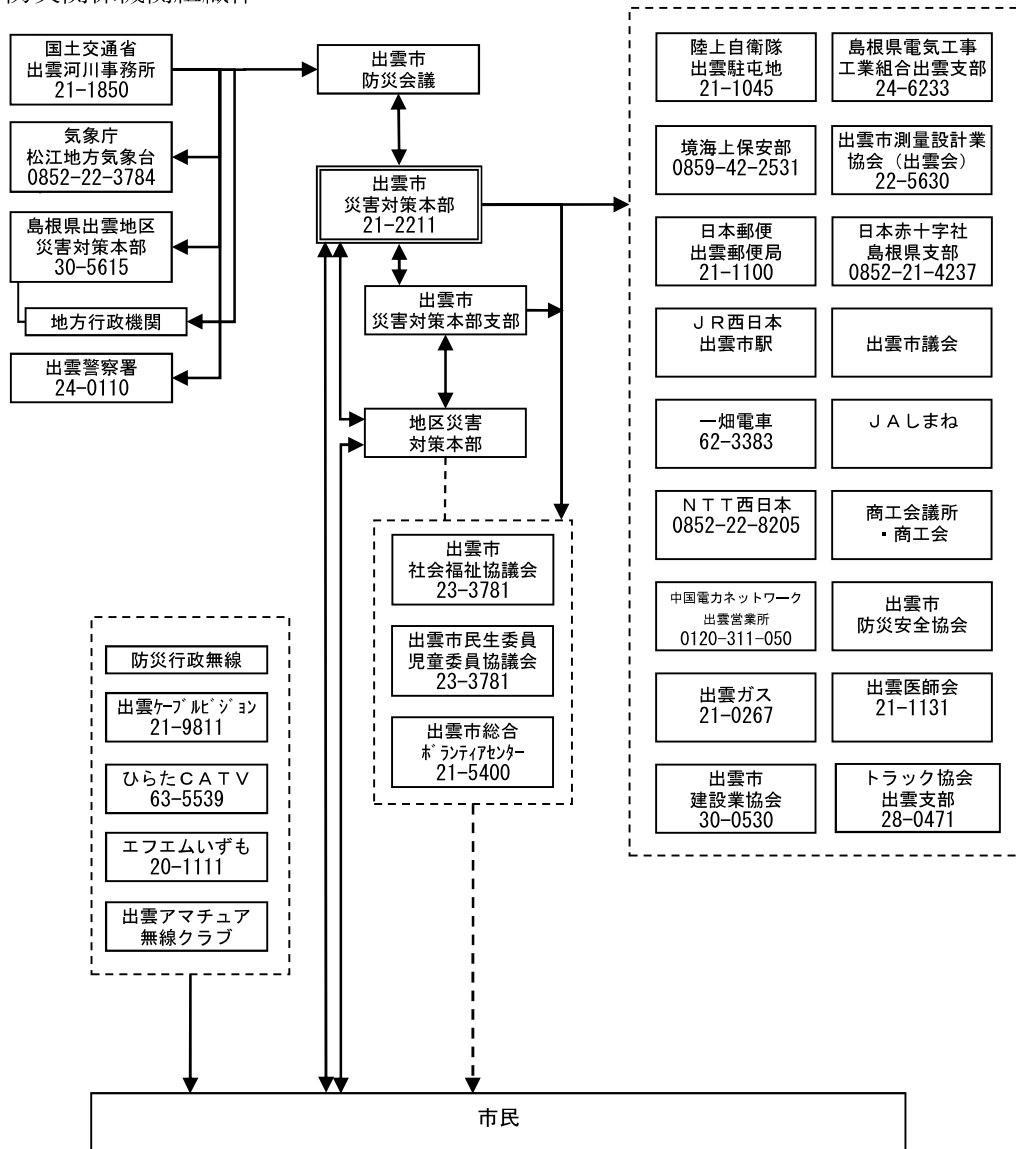 国土交通省
出雲河川事務所
21-1850
気象庁
松江地方気象台
0852-22-3784
島根県出雲地区
災害対策本部
30-5615
地方行政機関
出雲警察署
24-0110
出雲市
防災会議
出雲市
災害対策本部
21-2211
出雲市
災害対策本部支部
地区災害
対策本部
出雲市
社会福祉協議会
23-3781
出雲市民生委員
児童委員協議会
23-3781
出雲市総合
ﾎﾞﾗﾝﾃｨｱｾﾝﾀｰ
21-5400
防災行政無線
出雲ｹｰﾌﾞﾙﾋﾞｼﾞｮﾝ
21-9811
ひらたＣＡＴＶ
63-5539
エフエムいずも
20-1111
出雲アマチュア
無線クラブ
陸上自衛隊
出雲駐屯地
21-1045
島根県電気工事
工業組合出雲支部
24-6233
境海上保安部
0859-42-2531
出雲市測量設計業
協会（出雲会）
22-5630
日本郵便
出雲郵便局
21-1100
日本赤十字社
島根県支部
0852-21-4237
ＪＲ西日本
出雲市駅
出雲市議会
一畑電車
62-3383
ＪＡしまね
ＮＴＴ西日本
0852-22-8205
商工会議所
・商工会
中国電力ネットワーク
出雲営業所
0120-311-050
出雲市
防災安全協会
出雲ガス
21-0267
出雲医師会
21-1131
出雲市
建設業協会
30-0530
トラック協会
出雲支部
28-0471
市民